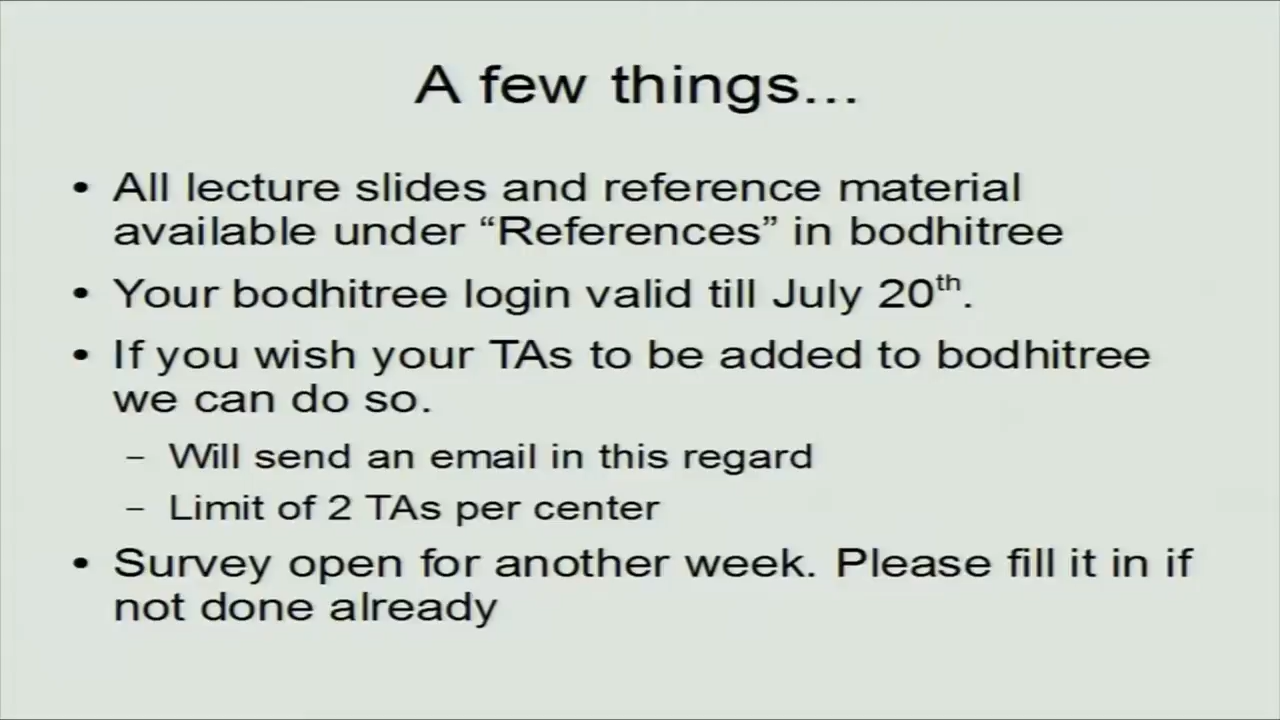 A few things...
• All lecture slides and reference material
available under “References” in bodhitree
• Your bodhitree login valid till July 20th.
• If you wish your TAs to be added to bodhitree
we can do so.
– Will send an email in this regard
– Limit of 2 TAs per center
• Survey open for another week. Please fill it in if
not done already